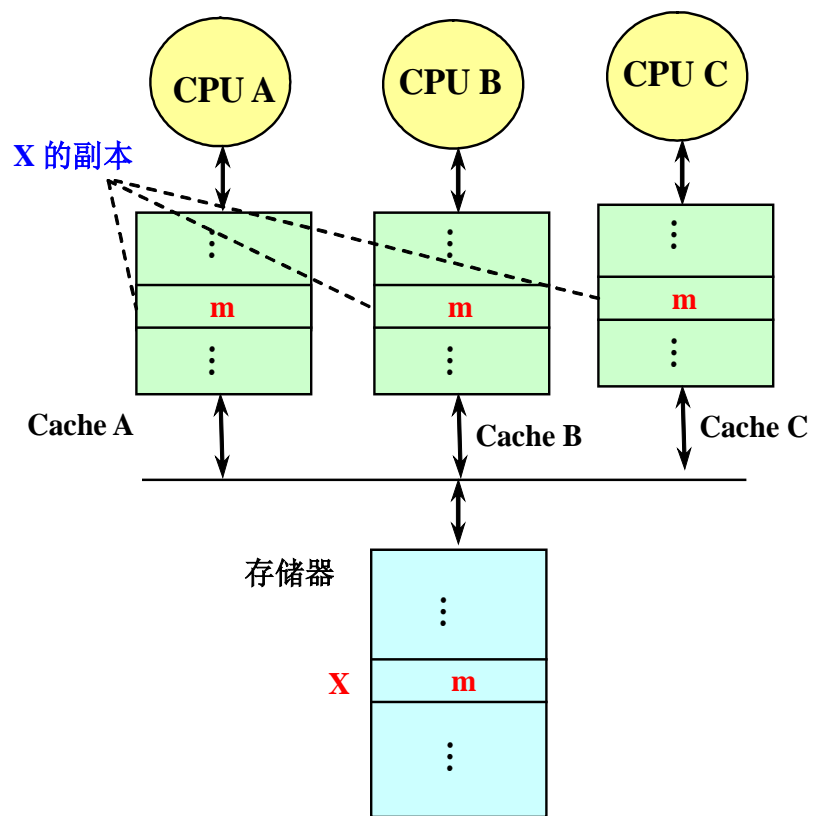 CPU A
CPU B
CPU C
X 的副本
⋮
⋮
⋮
m
m
m
⋮
⋮
⋮
Cache A
Cache B
Cache C
存储器
⋮
X
m
⋮